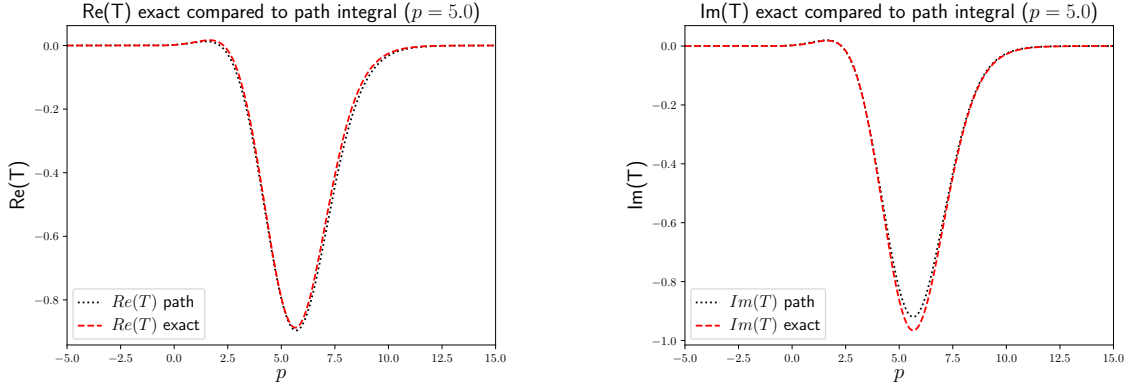 Re(T) exact compared to path integral (p = 5.0)
0.0
−0.2
−0.4
−0.6
−0.8
Re(T)
Re(T) path
Re(T) exact
−5.0 −2.5 0.0 2.5 5.0 7.5 10.0 12.5 15.0
p
Im(T) exact compared to path integral (p = 5.0)
0.0
−0.2
−0.4
−0.6
−0.8
−1.0
Im(T)
Im(T) path
Im(T) exact
−5.0 −2.5 0.0 2.5 5.0 7.5 10.0 12.5 15.0
p